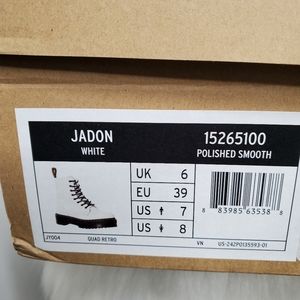 JADON
WHITE
15265100
POLISHED SMOOTH
UK 6
EU 39
US 7
US 8
8 83985 63538 8
JY004
QUAD RETRO
VN
US-242P0135593-01